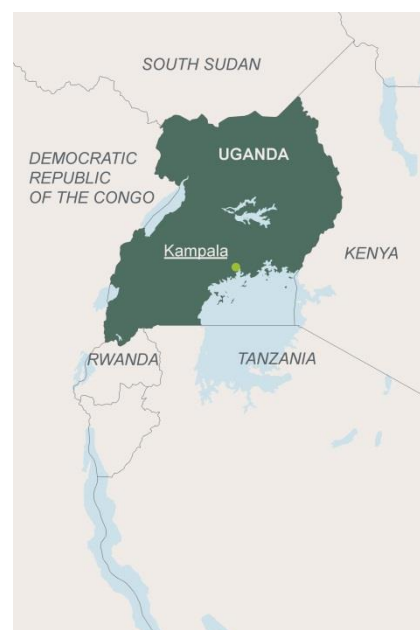 SOUTH SUDAN
UGANDA
DEMOCRATIC
REPUBLIC
OF THE CONGO
Kampala
KENYA
RWANDA
TANZANIA